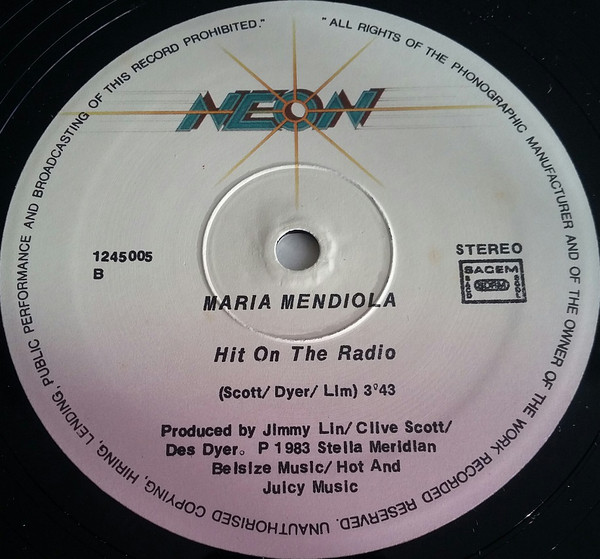 "ALL RIGHTS OF THE PHONOGRAPHIC MANUFACTURER AND OF THE OWNER OF THE WORK RECORDED RESERVED. UNAUTHORISED COPYING, HIRING, LENDING, PUBLIC PERFORMANCE AND BROADCASTING OF THIS RECORD PROHIBITED."
NEON
1245005
B
STEREO
SACEM
MARIA MENDIOLA
Hit On The Radio
(Scott/ Dyer/ Lim) 3°43
Produced by Jimmy Lin/ Clive Scott/
Des Dyer。 P 1983 Stella Meridian
Belsize Music/ Hot And
Juicy Music